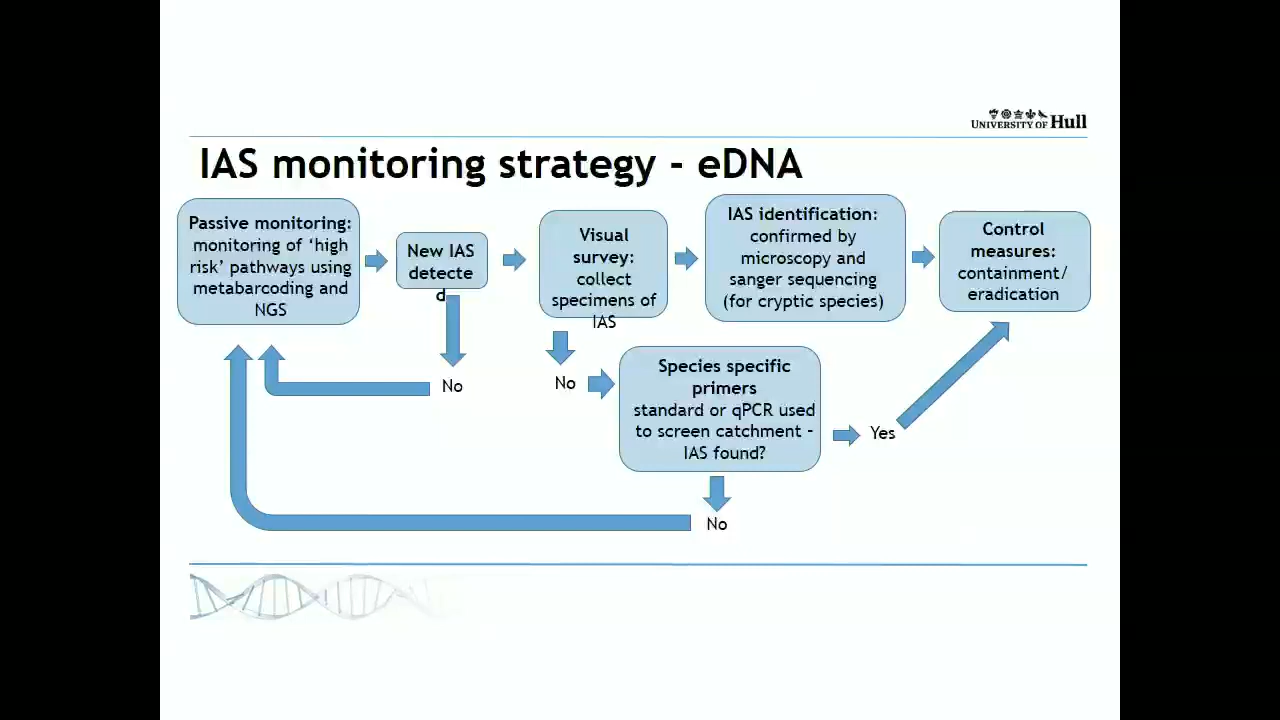 UNIVERSITY OF Hull
IAS monitoring strategy - eDNA
Passive monitoring:
monitoring of ‘high
risk’ pathways using
metabarcoding and
NGS
New IAS
detecte
d
Visual
survey:
collect
specimens of
IAS
IAS identification:
confirmed by
microscopy and
sanger sequencing
(for cryptic species)
Control
measures:
containment/
eradication
No
No
Species specific
primers
standard or qPCR used
to screen catchment –
IAS found?
Yes
No